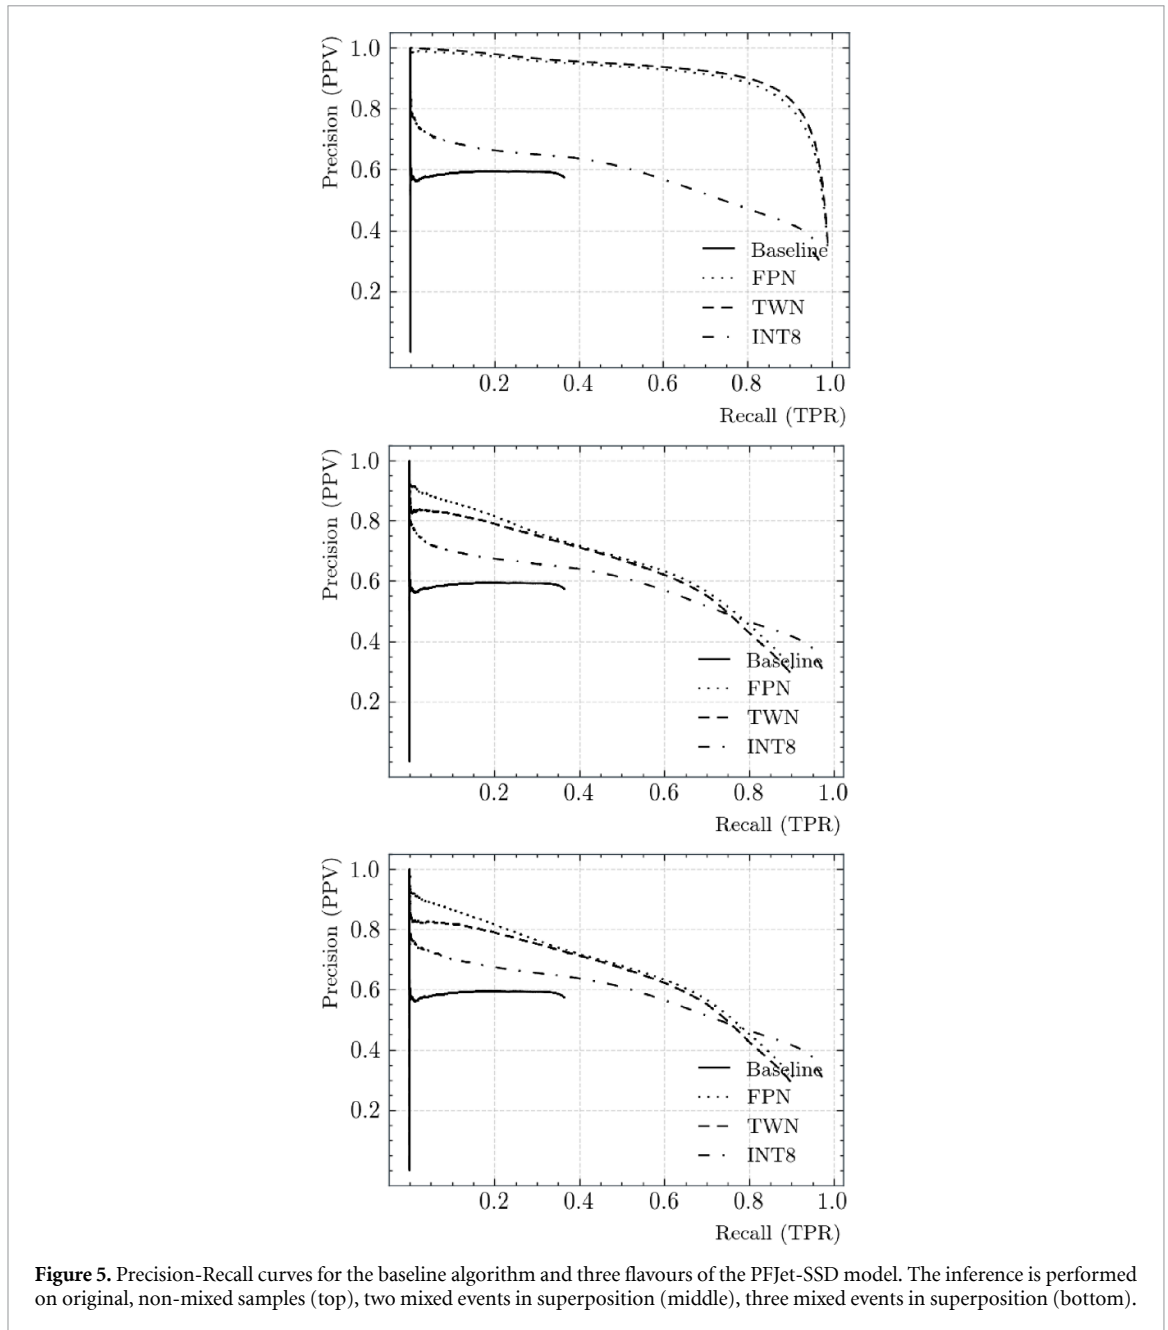 Precision (PPV)
1.0
0.8
0.6
0.4
0.2
Baseline
FPN
TWN
INT8
0.2 0.4 0.6 0.8 1.0
Recall (TPR)
Precision (PPV)
1.0
0.8
0.6
0.4
0.2
Baseline
FPN
TWN
INT8
0.2 0.4 0.6 0.8 1.0
Recall (TPR)
Precision (PPV)
1.0
0.8
0.6
0.4
0.2
Baseline
FPN
TWN
INT8
0.2 0.4 0.6 0.8 1.0
Recall (TPR)
Figure 5. Precision-Recall curves for the baseline algorithm and three flavours of the PFJet-SSD model. The inference is performed
on original, non-mixed samples (top), two mixed events in superposition (middle), three mixed events in superposition (bottom).